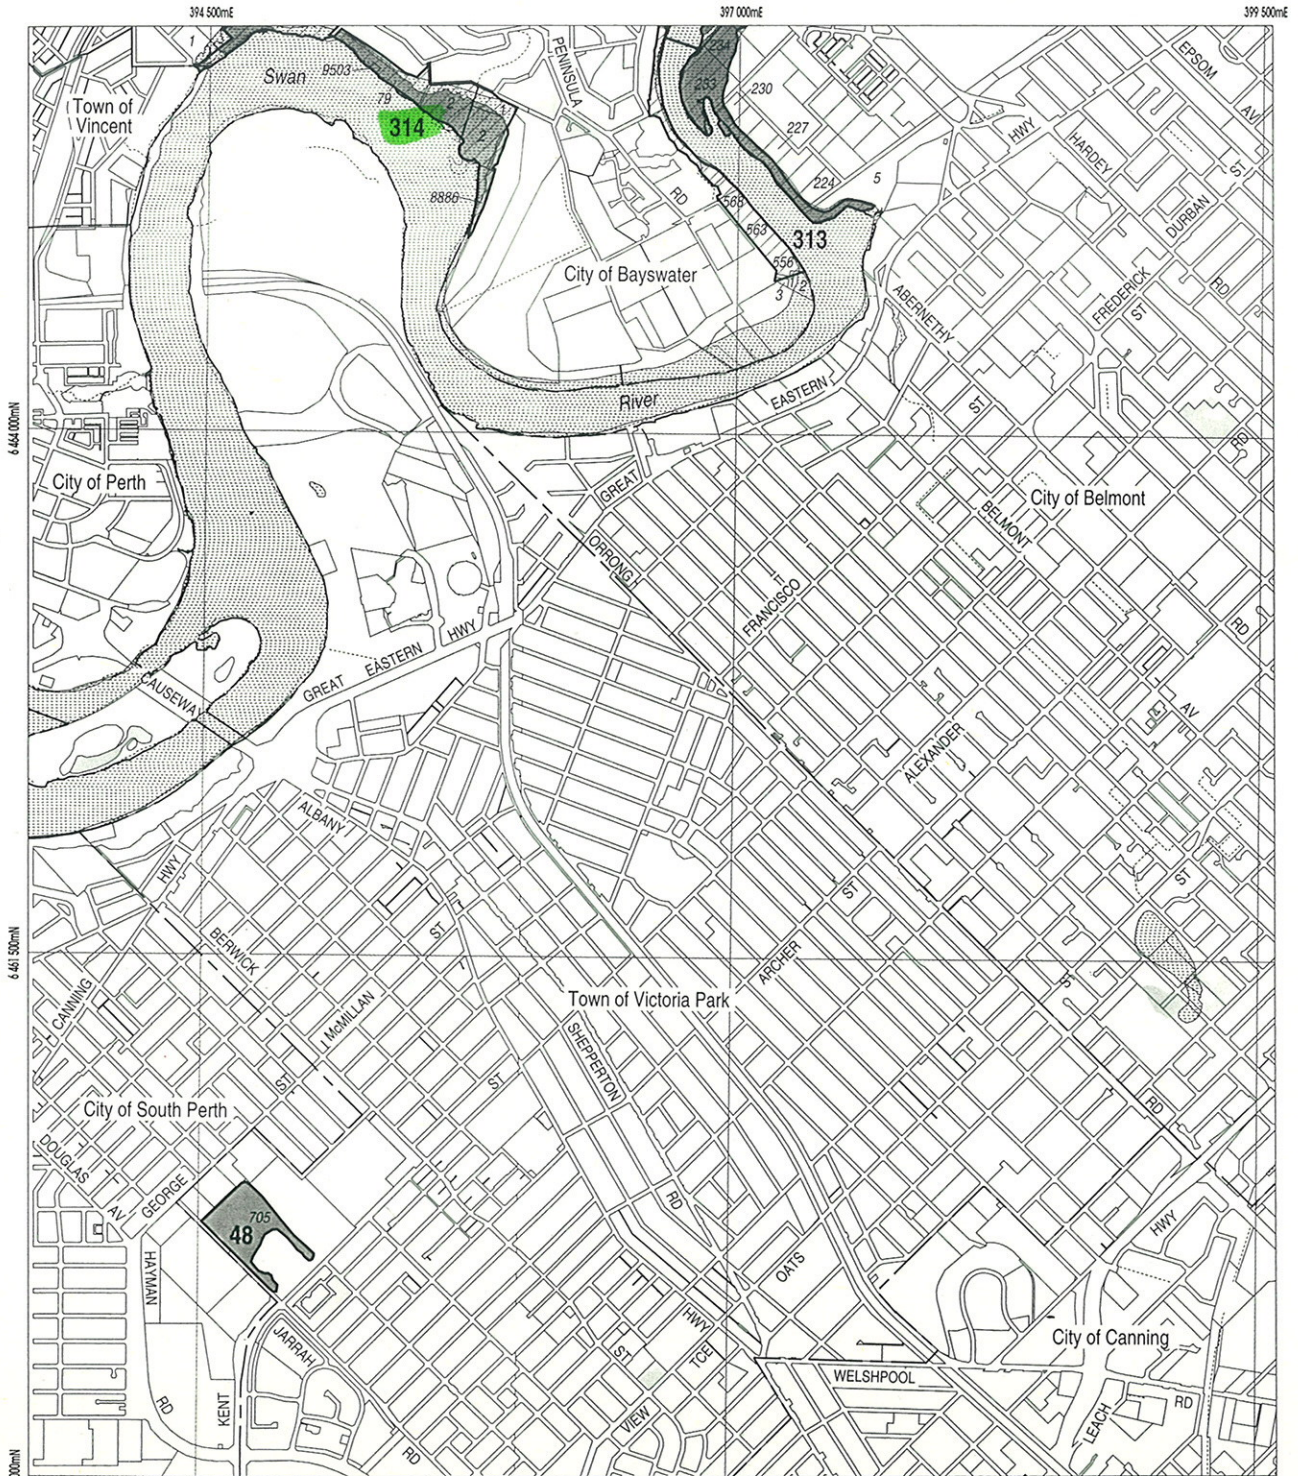 394 500mE
397 000mE
399 500mE
1
Swan
9503
79
2
314
Town of
Vincent
8886
PENINSULA
RD
234
233
230
227
224
5
568
563
313
556
11
2
3
City of Bayswater
HWY
EPSOM
AV
HARDEY
ST
DURBAN
RD
FREDERICK
ST
ABERNETHY
EASTERN
River
ST
RD
6 464 000mN
City of Perth
GREAT
City of Belmont
BELMONT
ORRONG
FRANCISCO
HWY
EASTERN
GREAT
CAUSEWAY
RD
AV
ALEXANDER
ALBANY
HWY
ST
ST
ST
BERWICK
ARCHER
6 461 500mN
CANNING
McMILLAN
Town of Victoria Park
ST
SHEPPERTON
ST
ST
RD
City of South Perth
DOUGLAS
AV
GEORGE
705
48
RD
HWY
OATS
HAYMAN
JARRAH
HWY
ST
TCE
City of Canning
WELSHPOOL
RD
KENT
RD
VIEW
LEACH
RD
000mN